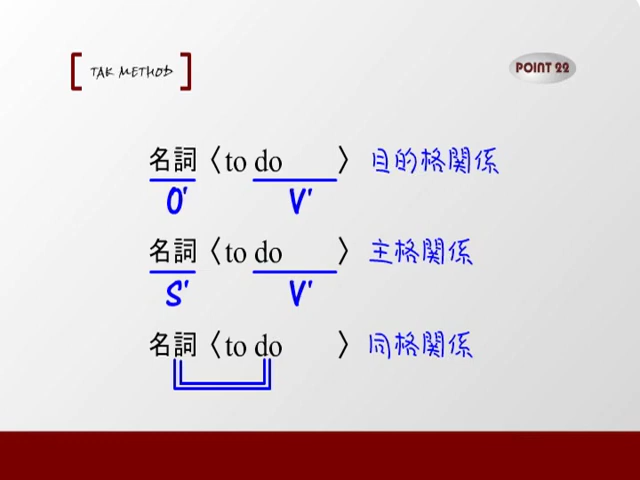 TAK METHOD
POINT 22
名詞〈to do 〉目的格関係
O' V'
名詞〈to do 〉主格関係
S' V'
名詞〈to do 〉同格関係